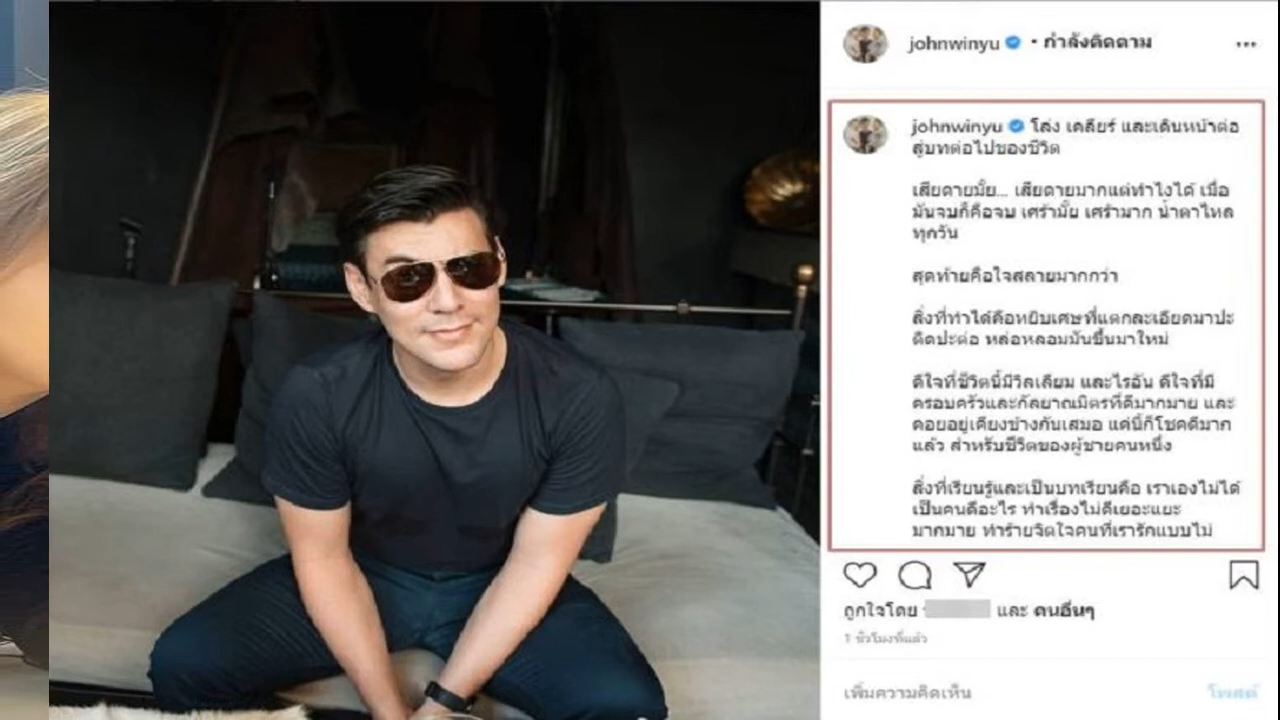 johnwinyu • กำลังติดตาม
johnwinyu โล่ง เคลียร์ และเดินหน้าต่อ
สู่บทต่อไปของชีวิต
เสียดายมั้ย... เสียดายมากแต่ทำไงได้ เมื่อ
มันจบก็คือจบ เศร้ามั้ย เศร้ามาก น้ำตาไหล
ทุกวัน
สุดท้ายคือใจสลายมากกว่า
สิ่งที่ทำได้คือหยิบเศษที่แตกละเอียดมาปะ
ติดปะต่อ หล่อหลอมมันขึ้นมาใหม่
ดีใจที่ชีวิตนี้มีวิลเลียม และไรอัน ดีใจที่มี
ครอบครัวและกัลยาณมิตรที่ดีมากมาย และ
คอยอยู่เคียงข้างกันเสมอ แค่นี้ก็โชคดีมาก
แล้ว สำหรับชีวิตของผู้ชายคนหนึ่ง
สิ่งที่เรียนรู้และเป็นบทเรียนคือ เราเองไม่ได้
เป็นคนดีอะไร ทำเรื่องไม่ดีเยอะแยะ
มากมาย ทำร้ายจิตใจคนที่เรารักแบบไม่
ถูกใจโดย และ คนอื่นๆ
1 ชั่วโมงที่แล้ว
เพิ่มความคิดเห็น โพสต์